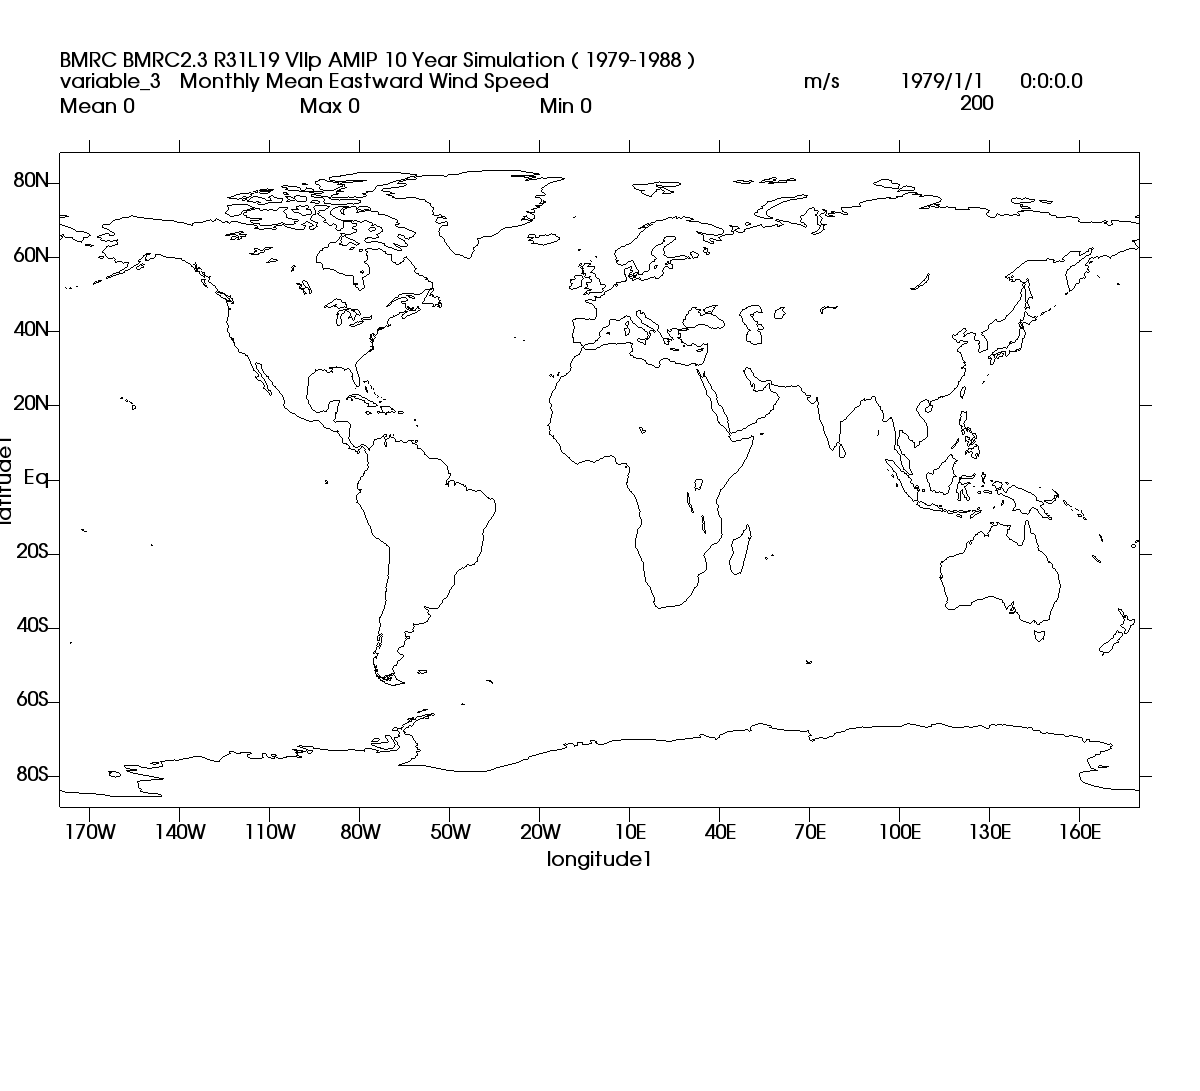 BMRC BMRC2.3 R31L19 VIIp AMIP 10 Year Simulation ( 1979-1988 )
variable_3 Monthly Mean Eastward Wind Speed m/s 1979/1/1 0:0:0.0
Mean 0 Max 0 Min 0 200
80N
60N
40N
20N
Eq
20S
40S
60S
80S
latitude1
170W 140W 110W 80W 50W 20W 10E 40E 70E 100E 130E 160E
longitude1